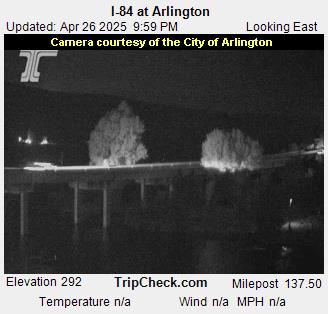 I-84 at Arlington
Updated: Apr 26 2025 9:59 PM Looking East
Camera courtesy of the City of Arlington
Elevation 292 TripCheck.com Milepost 137.50
Temperature n/a Wind n/a MPH n/a